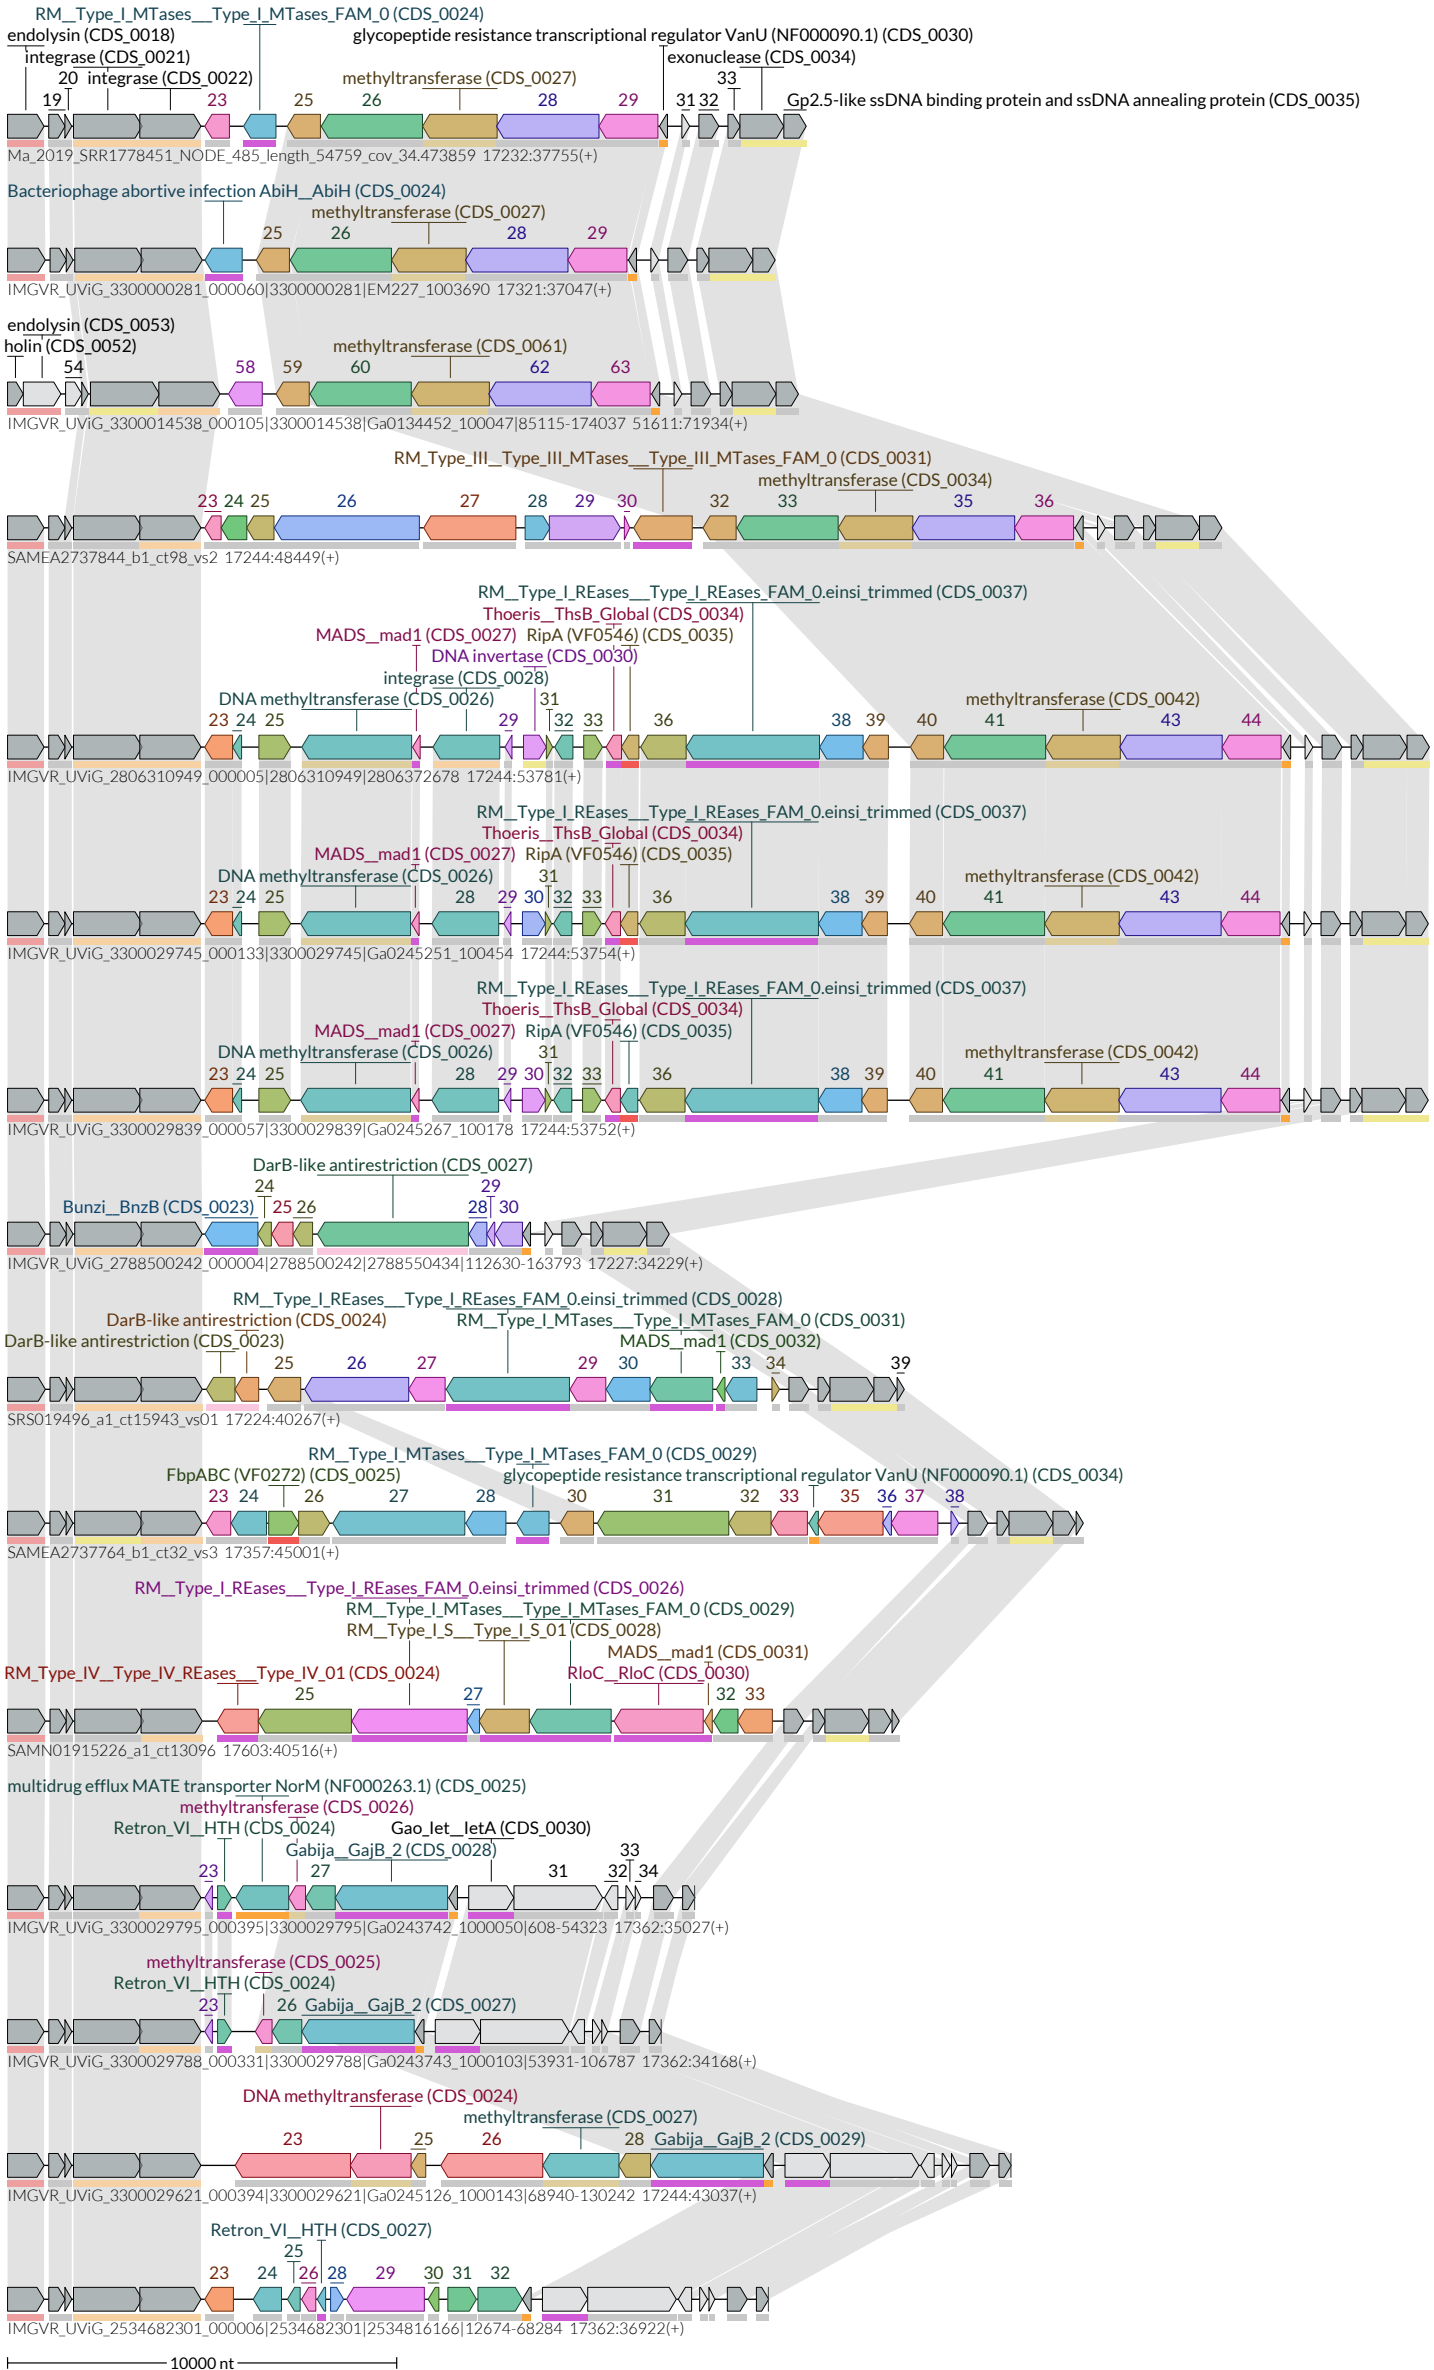 RM__Type_I_MTases___Type_I_MTases_FAM_0 (CDS_0024)
endolysin (CDS_0018) glycopeptide resistance transcriptional regulator VanU (NF000090.1) (CDS_0030)
integrase (CDS_0021) exonuclease (CDS_0034)
20 integrase (CDS_0022) methyltransferase (CDS_0027) 33
19 23 25 26 28 29 31 32 Gp2.5-like ssDNA binding protein and ssDNA annealing protein (CDS_0035)
Ma_2019_SRR1778451_NODE_485_length_54759_cov_34.473859 17232:37755(+)
Bacteriophage abortive infection AbiH__AbiH (CDS_0024)
methyltransferase (CDS_0027)
25 26 28 29
IMGVR_UViG_3300000281_000060|3300000281|EM227_1003690 17321:37047(+)
endolysin (CDS_0053)
holin (CDS_0052) methyltransferase (CDS_0061)
54 58 59 60 62 63
IMGVR_UViG_3300014538_000105|3300014538|Ga0134452_100047|85115-174037 51611:71934(+)
RM_Type_III__Type_III_MTases___Type_III_MTases_FAM_0 (CDS_0031)
methyltransferase (CDS_0034)
23 24 25 26 27 28 29 30 32 33 35 36
SAMEA2737844_b1_ct98_vs2 17244:48449(+)
RM__Type_I_REases___Type_I_REases_FAM_0.einsi_trimmed (CDS_0037)
Thoeris__ThsB_Global (CDS_0034)
MADS__mad1 (CDS_0027) RipA (VF0546) (CDS_0035)
DNA invertase (CDS_0030)
integrase (CDS_0028)
DNA methyltransferase (CDS_0026) 31 methyltransferase (CDS_0042)
23 24 25 29 32 33 36 38 39 40 41 43 44
IMGVR_UViG_2806310949_000005|2806310949|2806372678 17244:53781(+)
RM__Type_I_REases___Type_I_REases_FAM_0.einsi_trimmed (CDS_0037)
Thoeris__ThsB_Global (CDS_0034)
MADS__mad1 (CDS_0027) RipA (VF0546) (CDS_0035)
DNA methyltransferase (CDS_0026) 31 methyltransferase (CDS_0042)
23 24 25 28 29 30 32 33 36 38 39 40 41 43 44
IMGVR_UViG_3300029745_000133|3300029745|Ga0245251_100454 17244:53754(+)
RM__Type_I_REases___Type_I_REases_FAM_0.einsi_trimmed (CDS_0037)
Thoeris__ThsB_Global (CDS_0034)
MADS__mad1 (CDS_0027) RipA (VF0546) (CDS_0035)
DNA methyltransferase (CDS_0026) 31 methyltransferase (CDS_0042)
23 24 25 28 29 30 32 33 36 38 39 40 41 43 44
IMGVR_UViG_3300029839_000057|3300029839|Ga0245267_100178 17244:53752(+)
DarB-like antirestriction (CDS_0027)
24 29
Bunzi__BnzB (CDS_0023) 25 26 28 30
IMGVR_UViG_2788500242_000004|2788500242|2788550434|112630-163793 17227:34229(+)
RM__Type_I_REases___Type_I_REases_FAM_0.einsi_trimmed (CDS_0028)
DarB-like antirestriction (CDS_0024) RM__Type_I_MTases___Type_I_MTases_FAM_0 (CDS_0031)
DarB-like antirestriction (CDS_0023) MADS__mad1 (CDS_0032)
25 26 27 29 30 33 34 39
SRS019496_a1_ct15943_vs01 17224:40267(+)
RM__Type_I_MTases___Type_I_MTases_FAM_0 (CDS_0029)
FbpABC (VF0272) (CDS_0025) glycopeptide resistance transcriptional regulator VanU (NF000090.1) (CDS_0034)
23 24 26 27 28 30 31 32 33 35 36 37 38
SAMEA2737764_b1_ct32_vs3 17357:45001(+)
RM__Type_I_REases___Type_I_REases_FAM_0.einsi_trimmed (CDS_0026)
RM__Type_I_MTases___Type_I_MTases_FAM_0 (CDS_0029)
RM__Type_I_S___Type_I_S_01 (CDS_0028)
MADS__mad1 (CDS_0031)
RM_Type_IV__Type_IV_REases___Type_IV_01 (CDS_0024) RloC__RloC (CDS_0030)
25 27 32 33
SAMN01915226_a1_ct13096 17603:40516(+)
multidrug efflux MATE transporter NorM (NF000263.1) (CDS_0025)
methyltransferase (CDS_0026)
Retron_VI__HTH (CDS_0024) Gao_Iet__IetA (CDS_0030)
Gabija__GajB_2 (CDS_0028) 33
23 27 31 32 34
IMGVR_UViG_3300029795_000395|3300029795|Ga0243742_1000050|608-54323 17362:35027(+)
methyltransferase (CDS_0025)
Retron_VI__HTH (CDS_0024)
23 26 Gabija__GajB_2 (CDS_0027)
IMGVR_UViG_3300029788_000331|3300029788|Ga0243743_1000103|53931-106787 17362:34168(+)
DNA methyltransferase (CDS_0024)
methyltransferase (CDS_0027)
23 25 26 28 Gabija__GajB_2 (CDS_0029)
IMGVR_UViG_3300029621_000394|3300029621|Ga0245126_1000143|68940-130242 17244:43037(+)
Retron_VI__HTH (CDS_0027)
25
23 24 26 28 29 30 31 32
IMGVR_UViG_2534682301_000006|2534682301|2534816166|12674-68284 17362:36922(+)
10000 nt